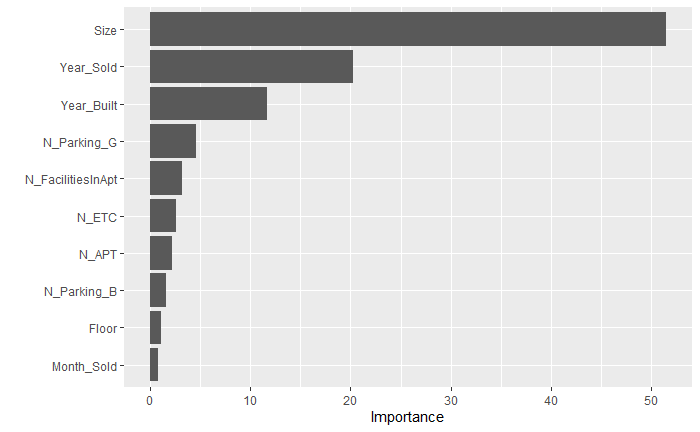 Size
Year_Sold
Year_Built
N_Parking_G
N_FacilitiesInApt
N_ETC
N_APT
N_Parking_B
Floor
Month_Sold
0 10 20 30 40 50
Importance